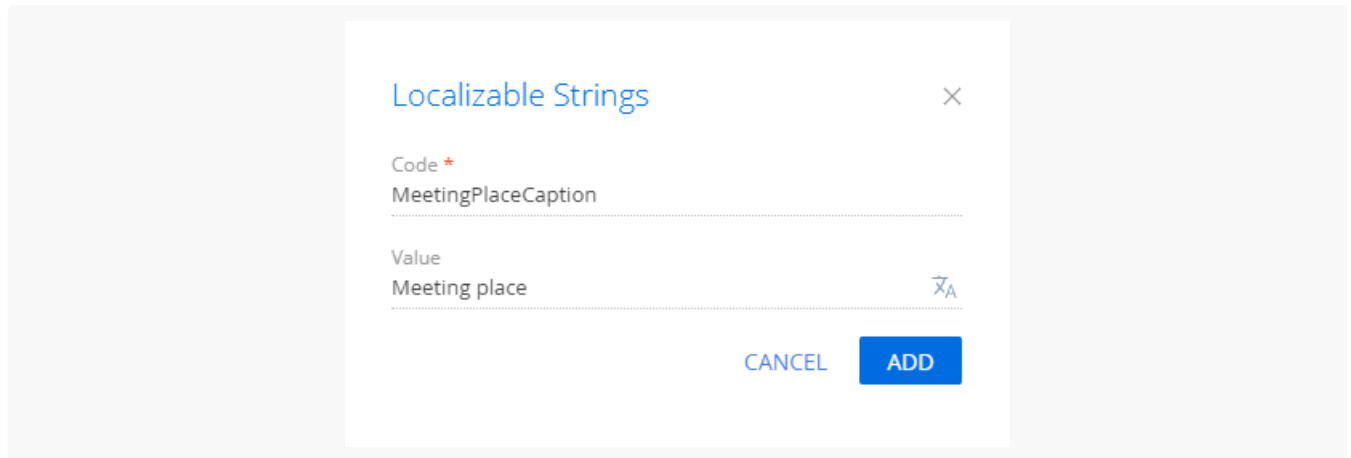 Localizable Strings
Code *
MeetingPlaceCaption
Value
Meeting place
CANCEL ADD